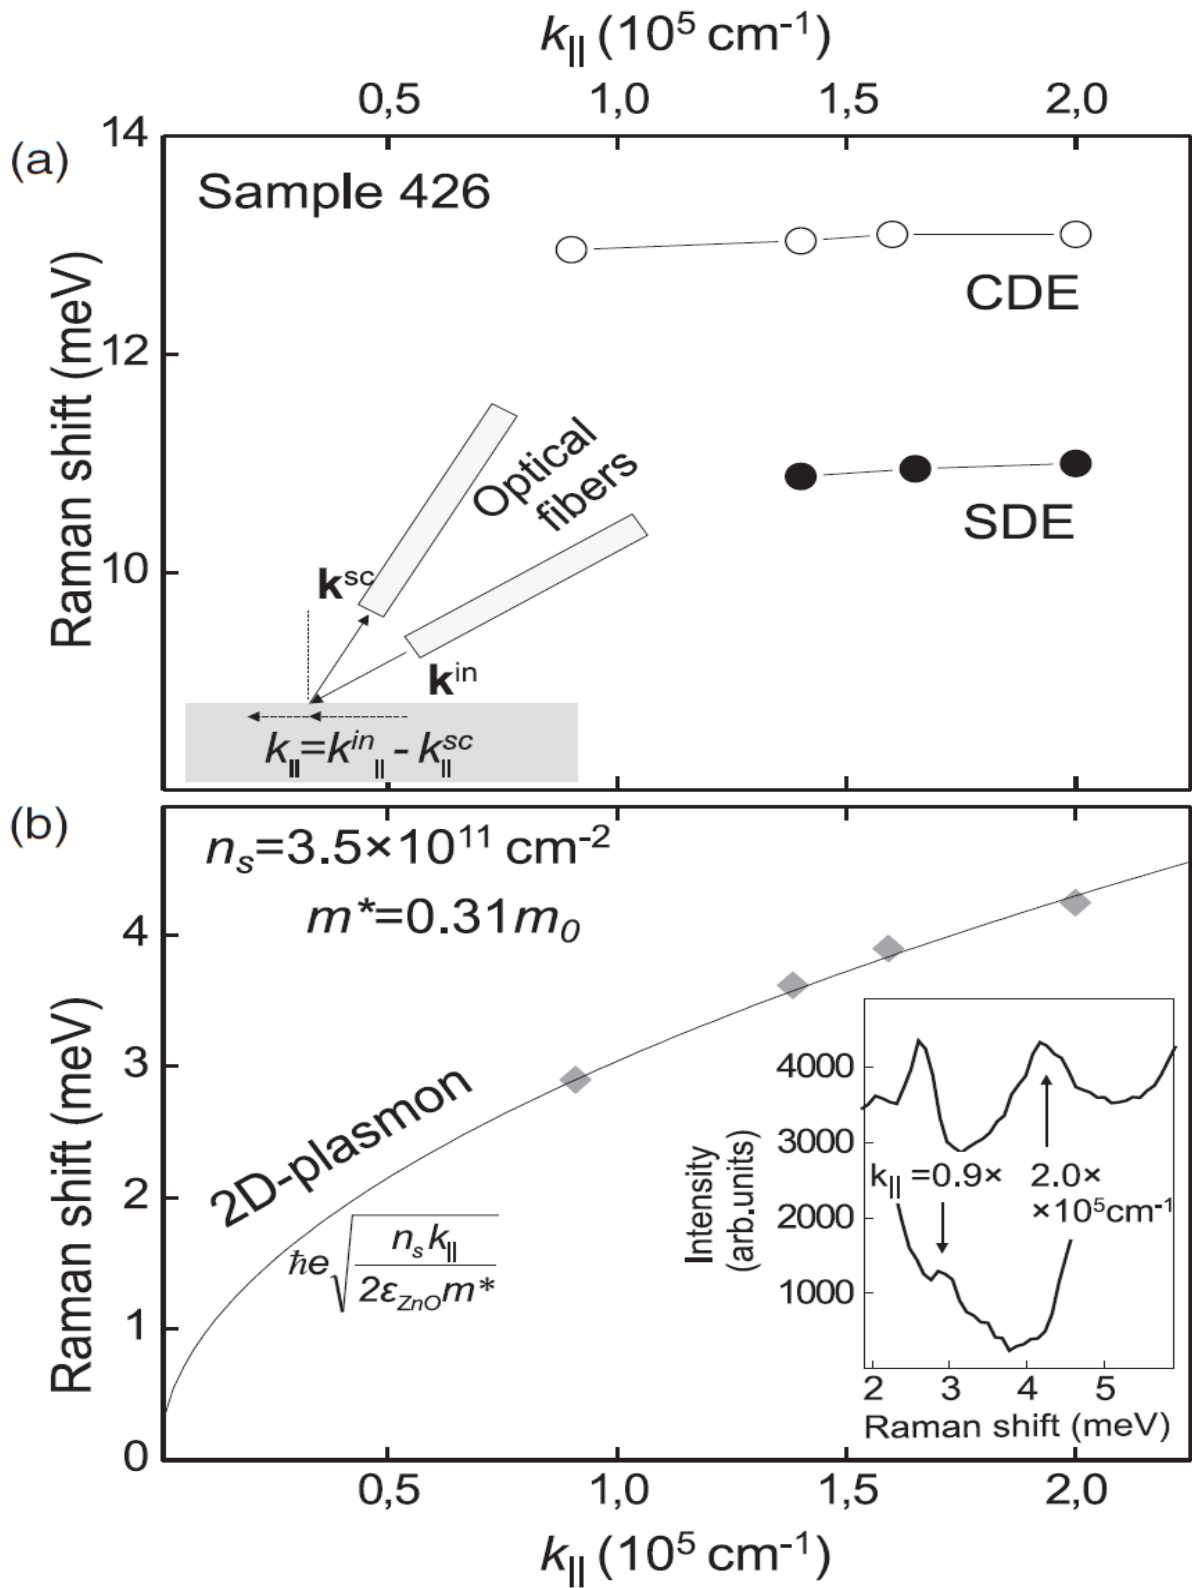 k|| (10⁵ cm⁻¹)
0,5 1,0 1,5 2,0
(a)
14
12
10
Raman shift (meV)
Sample 426
CDE
SDE
Optical
fibers
k^sc
k^in
k||=k^in|| - k^sc||
(b)
n_s=3.5×10¹¹ cm⁻²
m*=0.31m₀
4
3
2
1
0
Raman shift (meV)
2D-plasmon
ħe√(n_s k|| / 2ε_ZnO m*)
4000
3000
2000
1000
Intensity
(arb.units)
k|| =0.9× 2.0×
×10⁵cm⁻¹
2 3 4 5
Raman shift (meV)
0,5 1,0 1,5 2,0
k|| (10⁵ cm⁻¹)